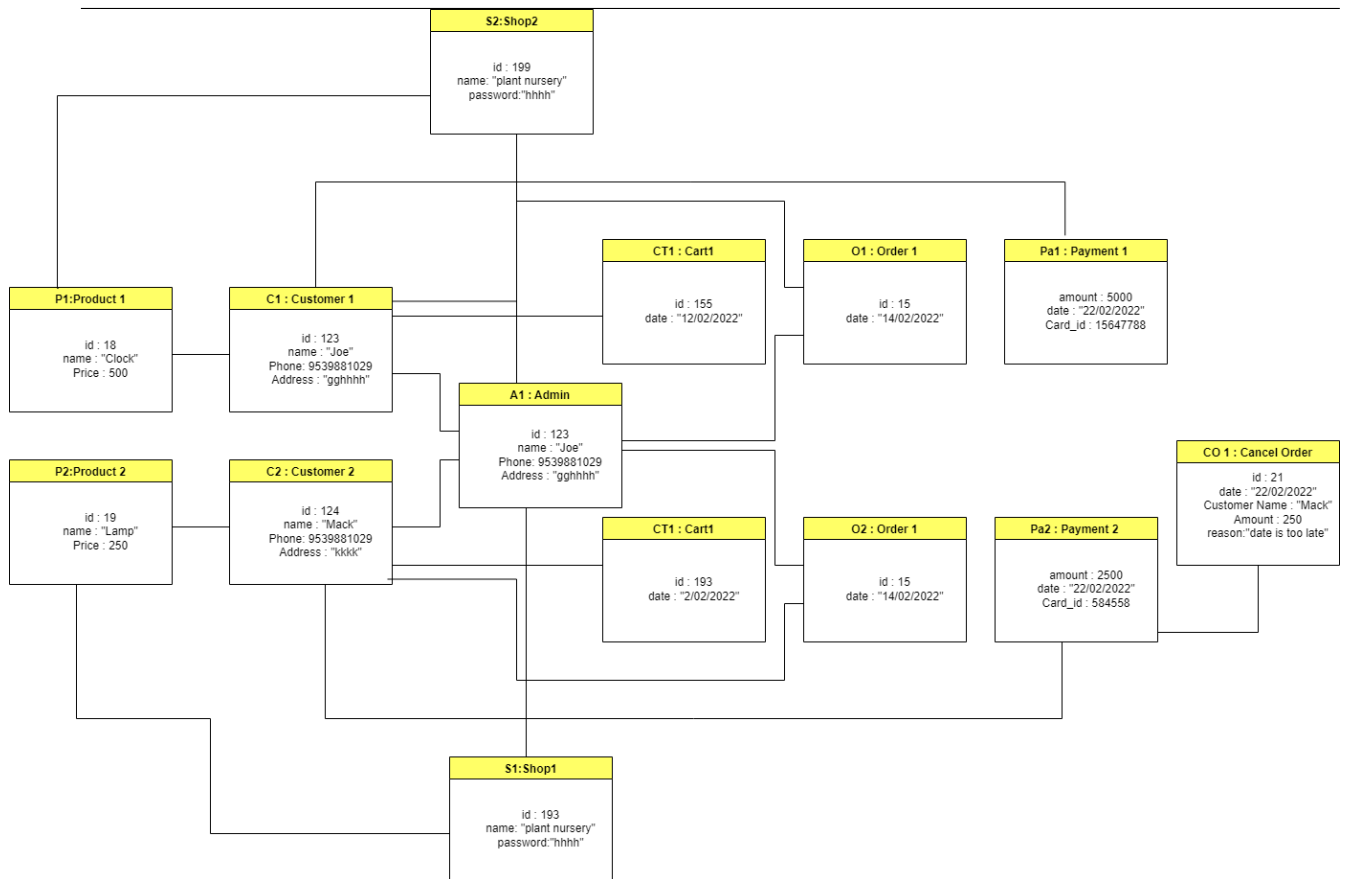 S2:Shop2
id : 199
name: "plant nursery"
password:"hhhh"
CT1 : Cart1
id : 155
date : "12/02/2022"
O1 : Order 1
id : 15
date : "14/02/2022"
Pa1 : Payment 1
amount : 5000
date : "22/02/2022"
Card_id : 15647788
P1:Product 1
id : 18
name : "Clock"
Price : 500
C1 : Customer 1
id : 123
name : "Joe"
Phone: 9539881029
Address : "gghhhh"
A1 : Admin
id : 123
name : "Joe"
Phone: 9539881029
Address : "gghhhh"
P2:Product 2
id : 19
name : "Lamp"
Price : 250
C2 : Customer 2
id : 124
name : "Mack"
Phone: 9539881029
Address : "kkkk"
CO 1 : Cancel Order
id : 21
date : "22/02/2022"
Customer Name : "Mack"
Amount : 250
reason:"date is too late"
CT1 : Cart1
id : 193
date : "2/02/2022"
O2 : Order 1
id : 15
date : "14/02/2022"
Pa2 : Payment 2
amount : 2500
date : "22/02/2022"
Card_id : 584558
S1:Shop1
id : 193
name: "plant nursery"
password:"hhhh"